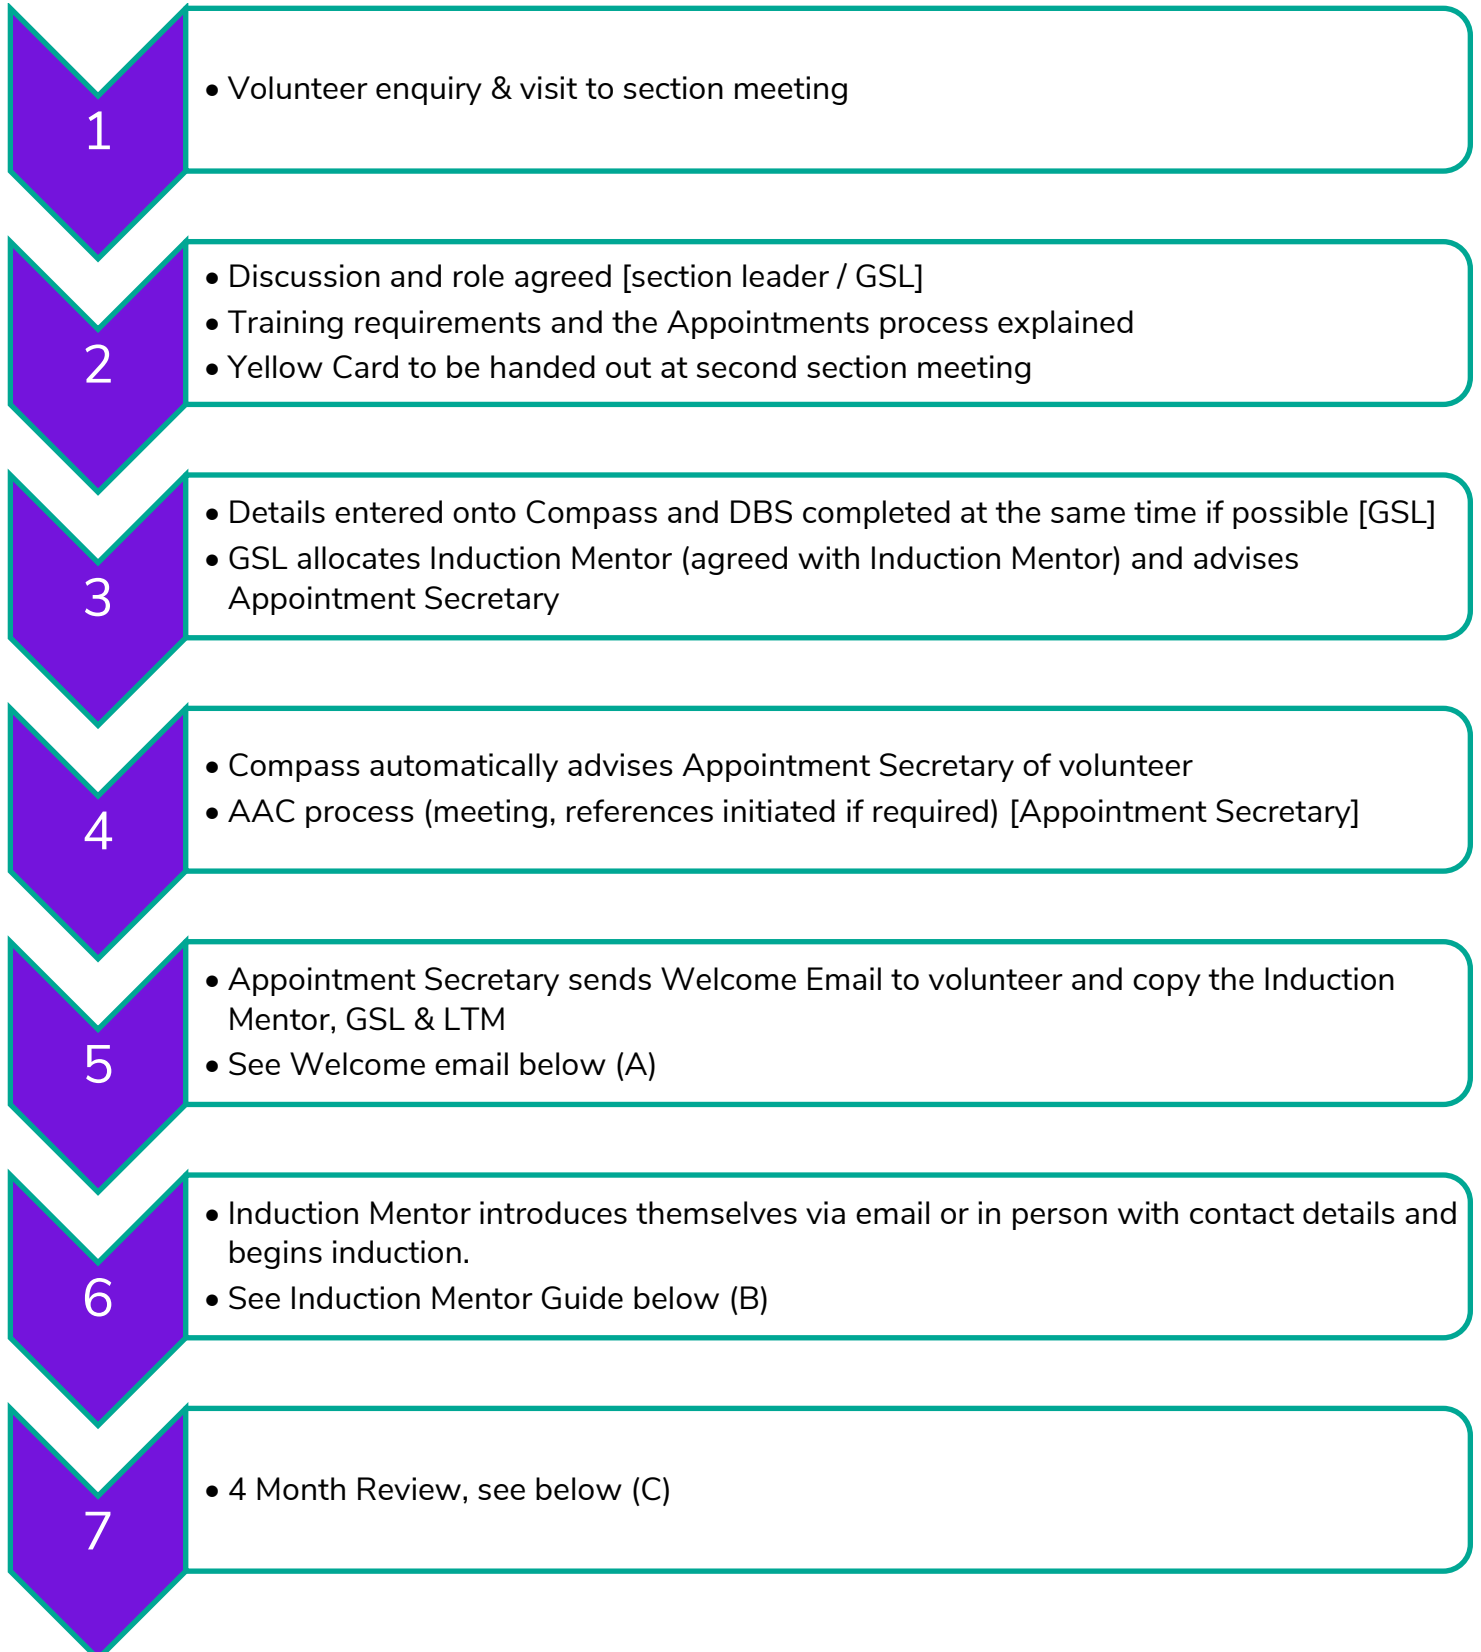 1
• Volunteer enquiry & visit to section meeting
2
• Discussion and role agreed [section leader / GSL]
• Training requirements and the Appointments process explained
• Yellow Card to be handed out at second section meeting
3
• Details entered onto Compass and DBS completed at the same time if possible [GSL]
• GSL allocates Induction Mentor (agreed with Induction Mentor) and advises
Appointment Secretary
4
• Compass automatically advises Appointment Secretary of volunteer
• AAC process (meeting, references initiated if required) [Appointment Secretary]
5
• Appointment Secretary sends Welcome Email to volunteer and copy the Induction
Mentor, GSL & LTM
• See Welcome email below (A)
6
• Induction Mentor introduces themselves via email or in person with contact details and
begins induction.
• See Induction Mentor Guide below (B)
7
• 4 Month Review, see below (C)